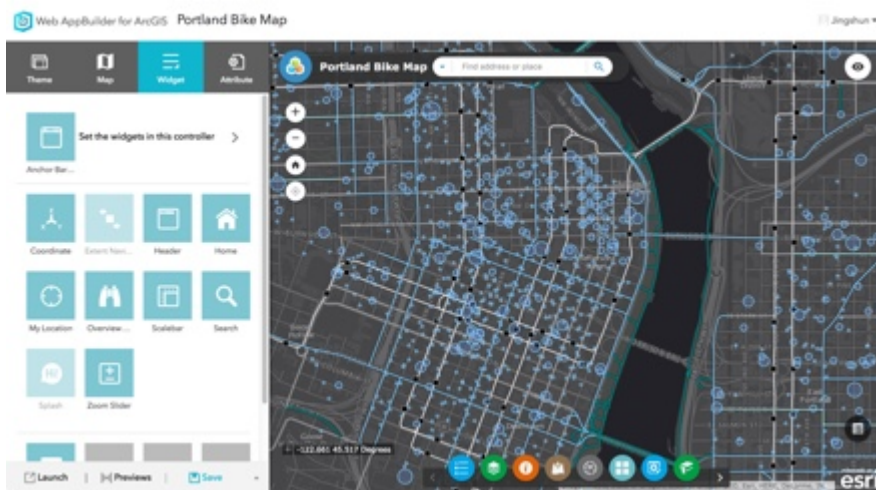 Web AppBuilder for ArcGIS Portland Bike Map
Jingshun
Theme Map Widget Attribute
Portland Bike Map Find address or place
Set the widgets in this controller
Anchor Bar...
Coordinate Extent Navi... Header Home
My Location Overview ... Scalebar Search
Hi!
Splash Zoom Slider
-122.661 45.517 Degrees
Launch Previews Save
esri